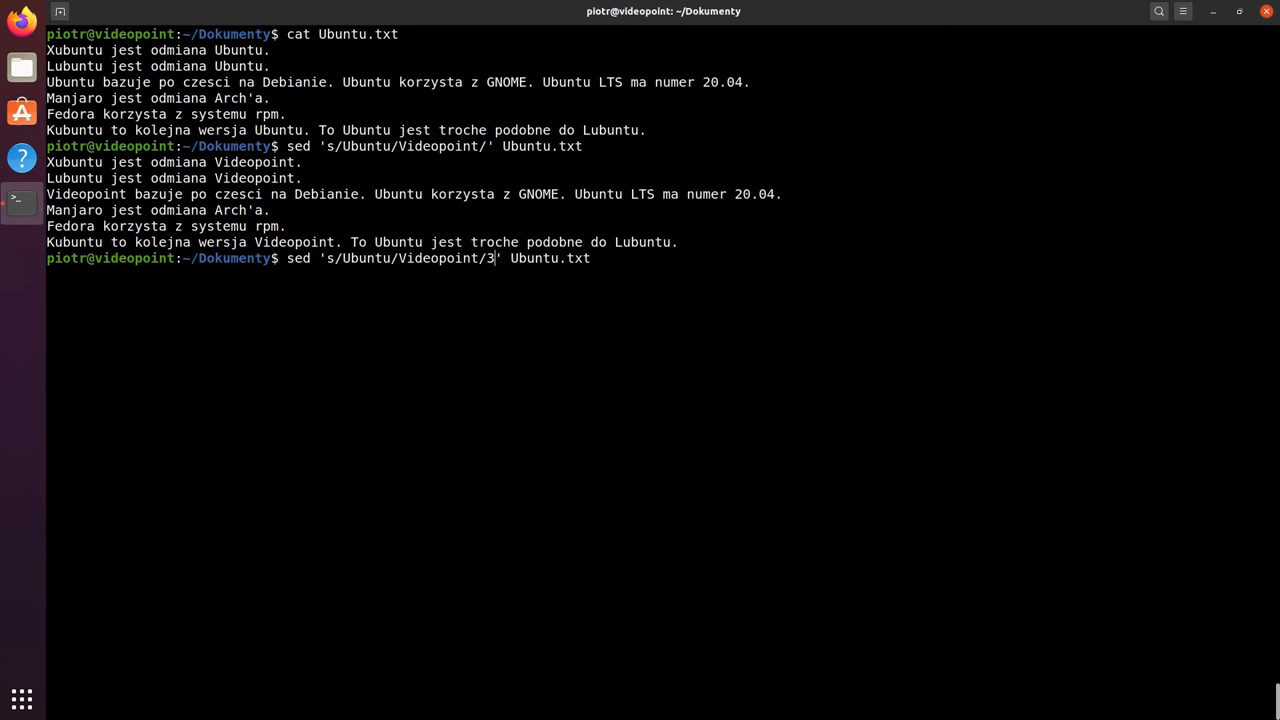 piotr@videopoint: ~/Dokumenty
piotr@videopoint:~/Dokumenty$ cat Ubuntu.txt
Xubuntu jest odmiana Ubuntu.
Lubuntu jest odmiana Ubuntu.
Ubuntu bazuje po czesci na Debianie. Ubuntu korzysta z GNOME. Ubuntu LTS ma numer 20.04.
Manjaro jest odmiana Arch'a.
Fedora korzysta z systemu rpm.
Kubuntu to kolejna wersja Ubuntu. To Ubuntu jest troche podobne do Lubuntu.
piotr@videopoint:~/Dokumenty$ sed 's/Ubuntu/Videopoint/' Ubuntu.txt
Xubuntu jest odmiana Videopoint.
Lubuntu jest odmiana Videopoint.
Videopoint bazuje po czesci na Debianie. Ubuntu korzysta z GNOME. Ubuntu LTS ma numer 20.04.
Manjaro jest odmiana Arch'a.
Fedora korzysta z systemu rpm.
Kubuntu to kolejna wersja Videopoint. To Ubuntu jest troche podobne do Lubuntu.
piotr@videopoint:~/Dokumenty$ sed 's/Ubuntu/Videopoint/3' Ubuntu.txt